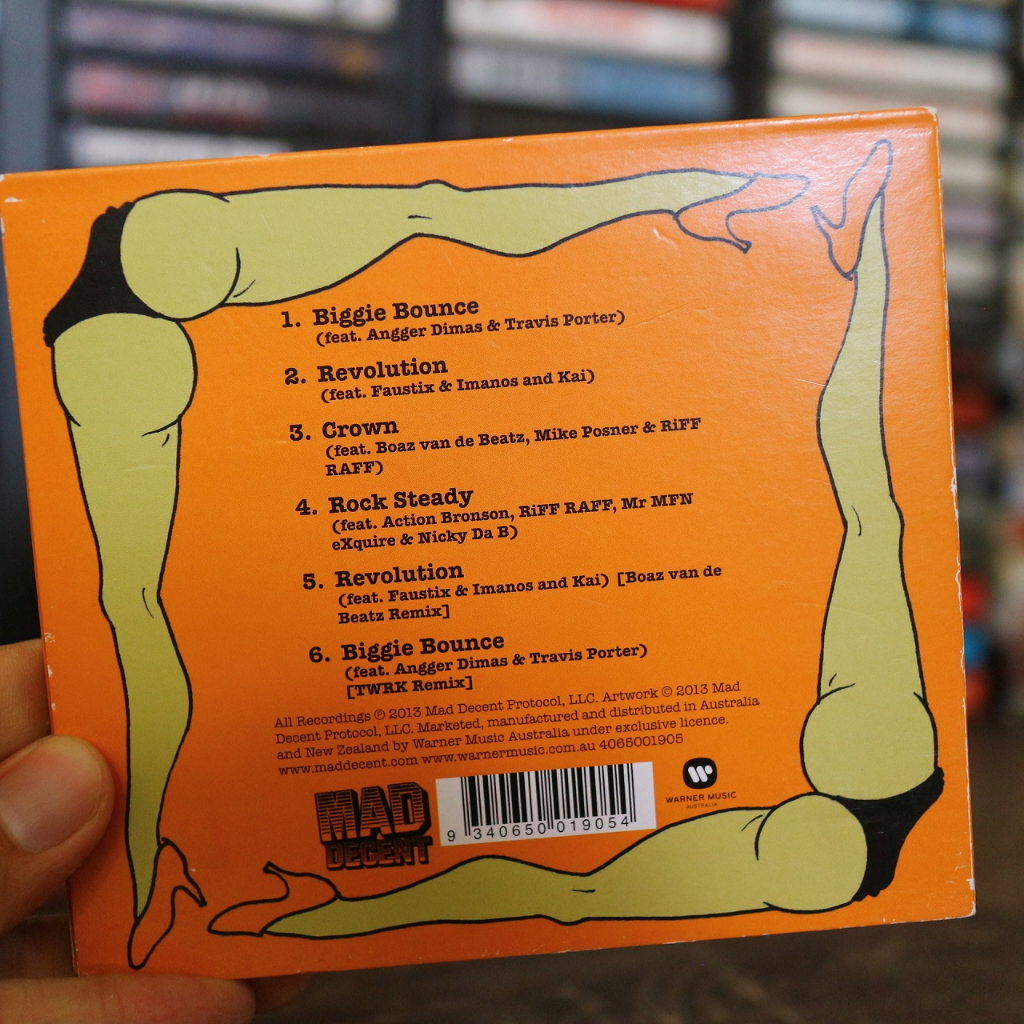 1. Biggie Bounce
(feat. Angger Dimas & Travis Porter)
2. Revolution
(feat. Faustix & Imanos and Kai)
3. Crown
(feat. Boaz van de Beatz, Mike Posner & RiFF
RAFF)
4. Rock Steady
(feat. Action Bronson, RiFF RAFF, Mr MFN
eXquire & Nicky Da B)
5. Revolution
(feat. Faustix & Imanos and Kai) [Boaz van de
Beatz Remix]
6. Biggie Bounce
(feat. Angger Dimas & Travis Porter)
[TWRK Remix]
All Recordings ℗ 2013 Mad Decent Protocol, LLC. Artwork © 2013 Mad
Decent Protocol, LLC. Marketed, manufactured and distributed in Australia
and New Zealand by Warner Music Australia under exclusive licence.
www.maddecent.com www.warnermusic.com.au 4065001905
MAD
DECENT
9 340650 019054
WARNER MUSIC
AUSTRALIA